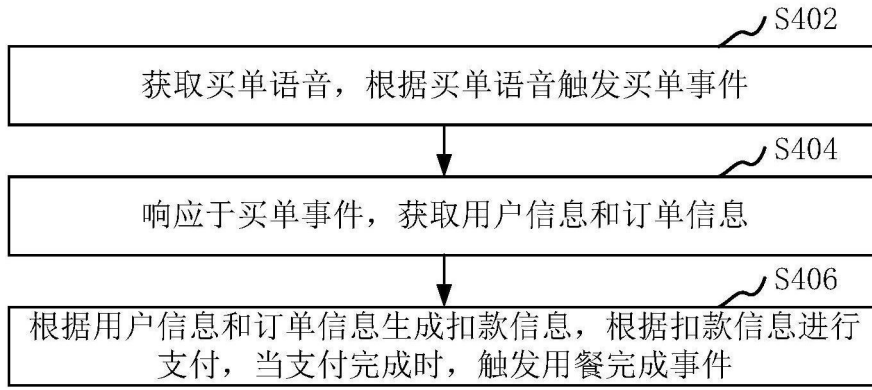 S402
获取买单语音，根据买单语音触发买单事件
S404
响应于买单事件，获取用户信息和订单信息
S406
根据用户信息和订单信息生成扣款信息，根据扣款信息进行
支付，当支付完成时，触发用餐完成事件